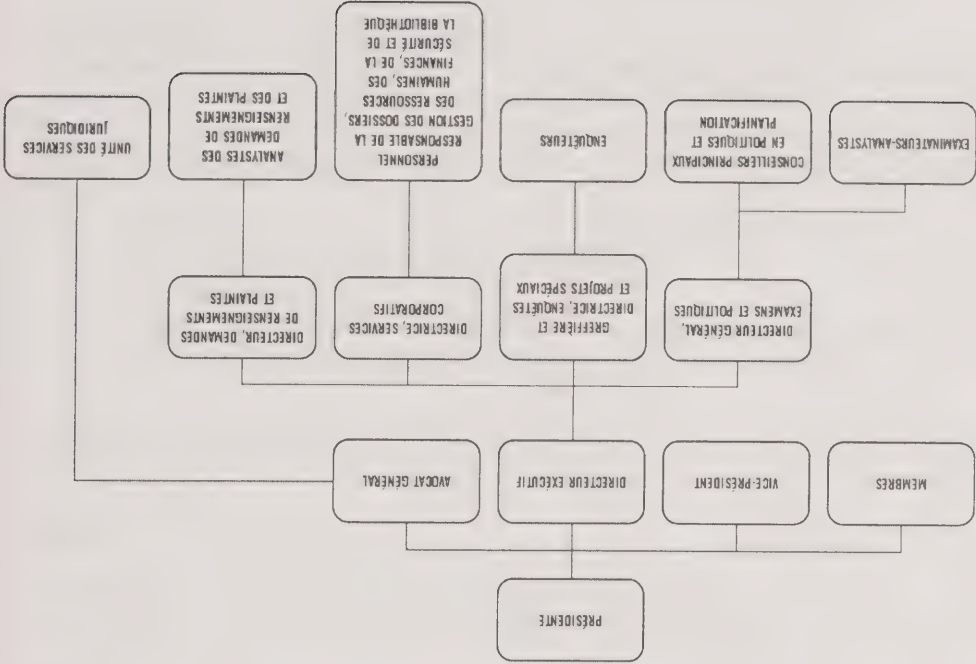 PRÉSIDENTE
MEMBRES
VICE-PRÉSIDENT
DIRECTEUR EXÉCUTIF
AVOCAT GÉNÉRAL
DIRECTEUR GÉNÉRAL,
EXAMENS ET POLITIQUES
GREFFIÈRE ET
DIRECTRICE, ENQUÊTES
ET PROJETS SPÉCIAUX
DIRECTRICE, SERVICES
CORPORATIFS
DIRECTEUR, DEMANDES
DE RENSEIGNEMENTS
ET PLAINTES
EXAMINATEURS-ANALYSTES
CONSEILLERS PRINCIPAUX
EN POLITIQUES ET
PLANIFICATION
ENQUÊTEURS
PERSONNEL
RESPONSABLE DE LA
GESTION DES DOSSIERS,
DES RESSOURCES
HUMAINES, DES
FINANCES, DE LA
SÉCURITÉ ET DE
LA BIBLIOTHÈQUE
ANALYSTES DES
DEMANDES DE
RENSEIGNEMENTS
ET DES PLAINTES
UNITÉ DES SERVICES
JURIDIQUES